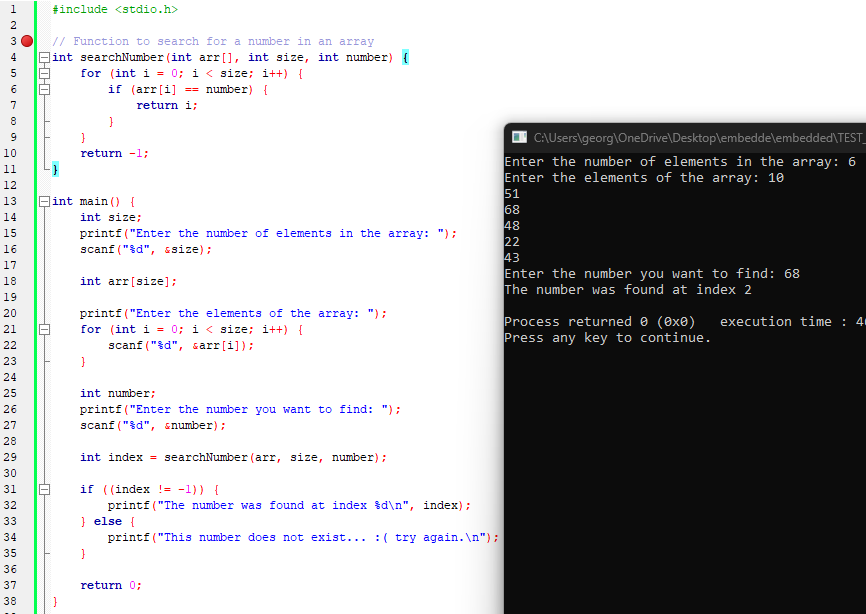 1 #include <stdio.h>
2
3 // Function to search for a number in an array
4 int searchNumber(int arr[], int size, int number) {
5     for (int i = 0; i < size; i++) {
6         if (arr[i] == number) {
7             return i;
8         }
9     }
10     return -1;
11 }
12
13 int main() {
14     int size;
15     printf("Enter the number of elements in the array: ");
16     scanf("%d", &size);
17
18     int arr[size];
19
20     printf("Enter the elements of the array: ");
21     for (int i = 0; i < size; i++) {
22         scanf("%d", &arr[i]);
23     }
24
25     int number;
26     printf("Enter the number you want to find: ");
27     scanf("%d", &number);
28
29     int index = searchNumber(arr, size, number);
30
31     if ((index != -1)) {
32         printf("The number was found at index %d\n", index);
33     } else {
34         printf("This number does not exist... :( try again.\n");
35     }
36
37     return 0;
38 }
C:\Users\georg\OneDrive\Desktop\embedde\embedded\TEST_
Enter the number of elements in the array: 6
Enter the elements of the array: 10
51
68
48
22
43
Enter the number you want to find: 68
The number was found at index 2
Process returned 0 (0x0)   execution time : 4
Press any key to continue.